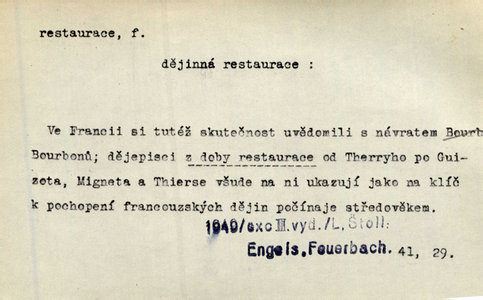 restaurace, f.
dějinná restaurace :
Ve Francii si tutéž skutečnost uvědomili s návratem Bourb
Bourbonů; dějepisci z doby restaurace od Therryho po Gui-
zota, Migneta a Thierse všude na ni ukazují jako na klíč
k pochopení francouzských dějin počínaje středověkem.
1949/exc III.vyd./L. Štoll:
Engels, Feuerbach. 41, 29.